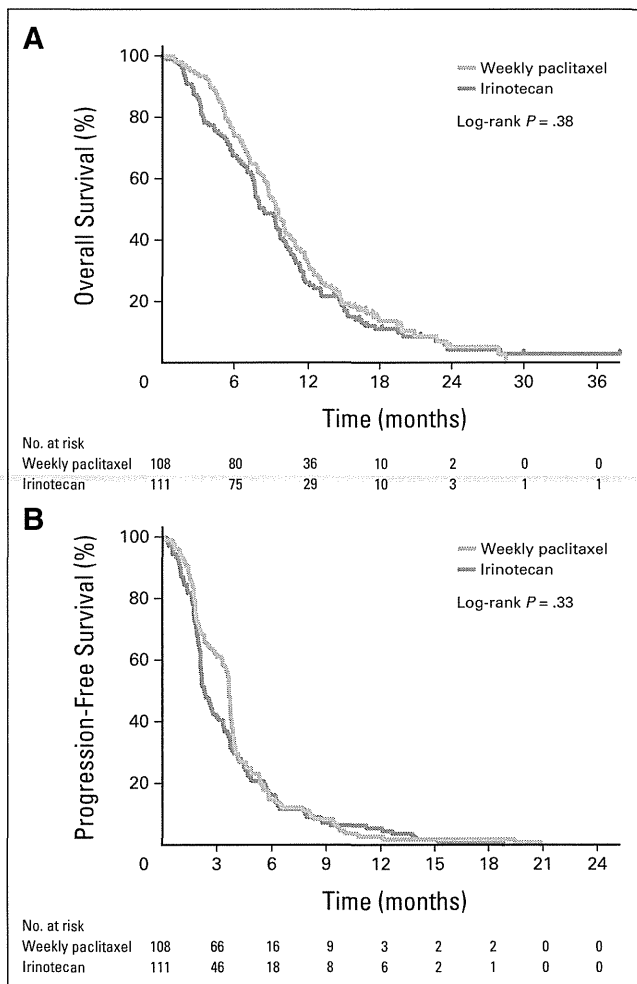 A
Overall Survival (%)
100
80
60
40
20
0
6 12 18 24 30 36
Time (months)
Weekly paclitaxel
Irinotecan
Log-rank P = .38
No. at risk
Weekly paclitaxel 108 80 36 10 2 0 0
Irinotecan 111 75 29 10 3 1 1
B
Progression-Free Survival (%)
100
80
60
40
20
0
3 6 9 12 15 18 21 24
Time (months)
Weekly paclitaxel
Irinotecan
Log-rank P = .33
No. at risk
Weekly paclitaxel 108 66 16 9 3 2 2 0 0
Irinotecan 111 46 18 8 6 2 1 0 0